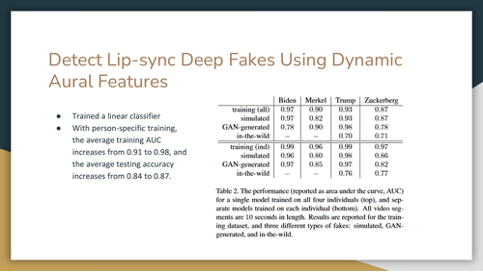 Detect Lip-sync Deep Fakes Using Dynamic
Aural Features
● Trained a linear classifier
● With person-specific training,
the average training AUC
increases from 0.91 to 0.98, and
the average testing accuracy
increases from 0.84 to 0.87.
Biden Merkel Trump Zuckerberg
training (all) 0.97 0.90 0.93 0.87
simulated 0.97 0.82 0.93 0.87
GAN-generated 0.78 0.90 0.98 0.78
in-the-wild – – 0.70 0.71
training (ind) 0.99 0.96 0.99 0.97
simulated 0.96 0.80 0.98 0.86
GAN-generated 0.97 0.85 0.97 0.82
in-the-wild – – 0.76 0.77
Table 2. The performance (reported as area under the curve, AUC)
for a single model trained on all four individuals (top), and sep-
arate models trained on each individual (bottom). All video seg-
ments are 10 seconds in length. Results are reported for the train-
ing dataset, and three different types of fakes: simulated, GAN-
generated, and in-the-wild.